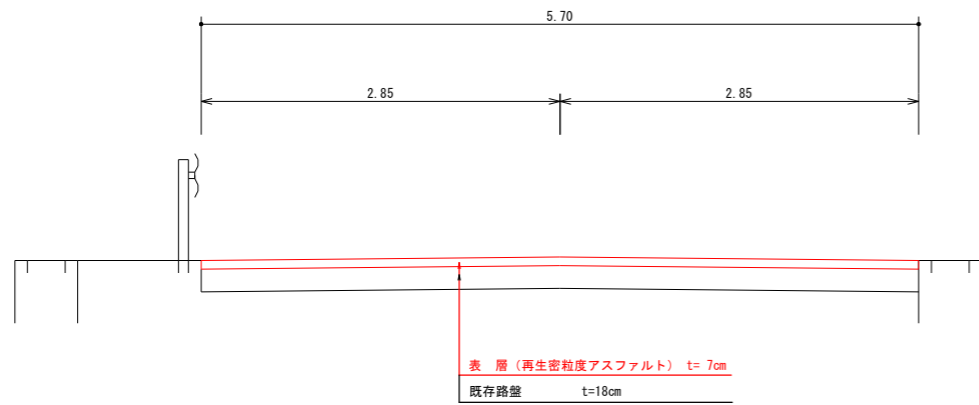 5.70
2.85 2.85
表　層（再生密粒度アスファルト） t= 7cm
既存路盤 t=18cm